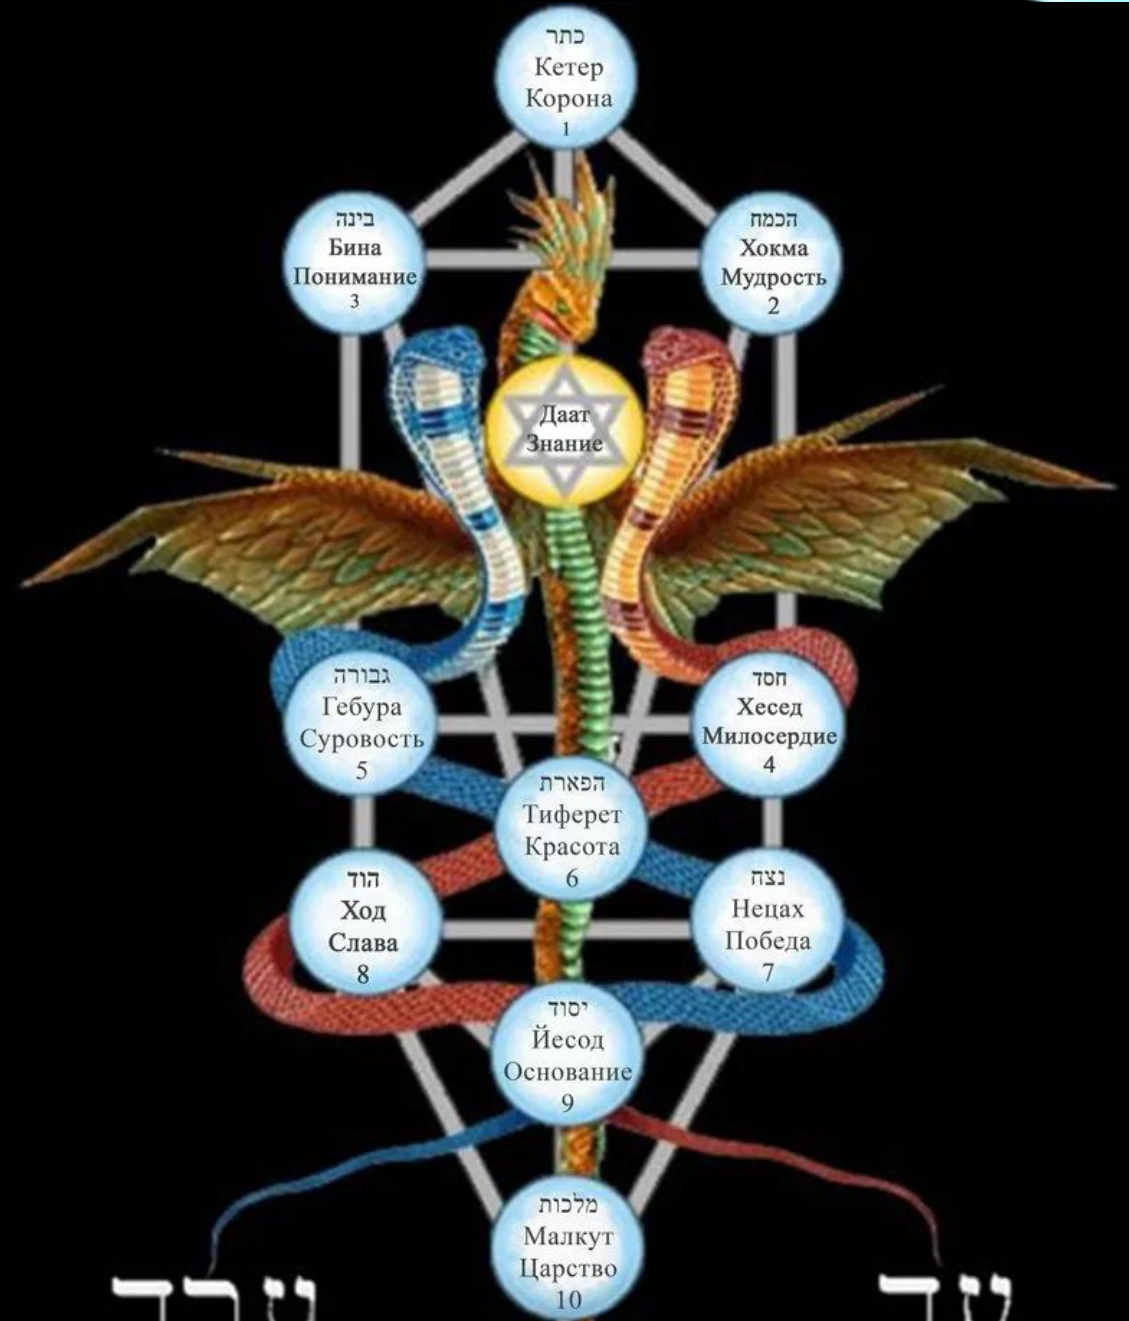 כתר
Кетер
Корона
1
בינה
Бина
Понимание
3
הכמח
Хокма
Мудрость
2
Даат
Знание
גבורה
Гебура
Суровость
5
חסד
Хесед
Милосердие
4
הפארת
Тиферет
Красота
6
הוד
Ход
Слава
8
נצח
Нецах
Победа
7
יסוד
Йесод
Основание
9
מלכות
Малкут
Царство
10